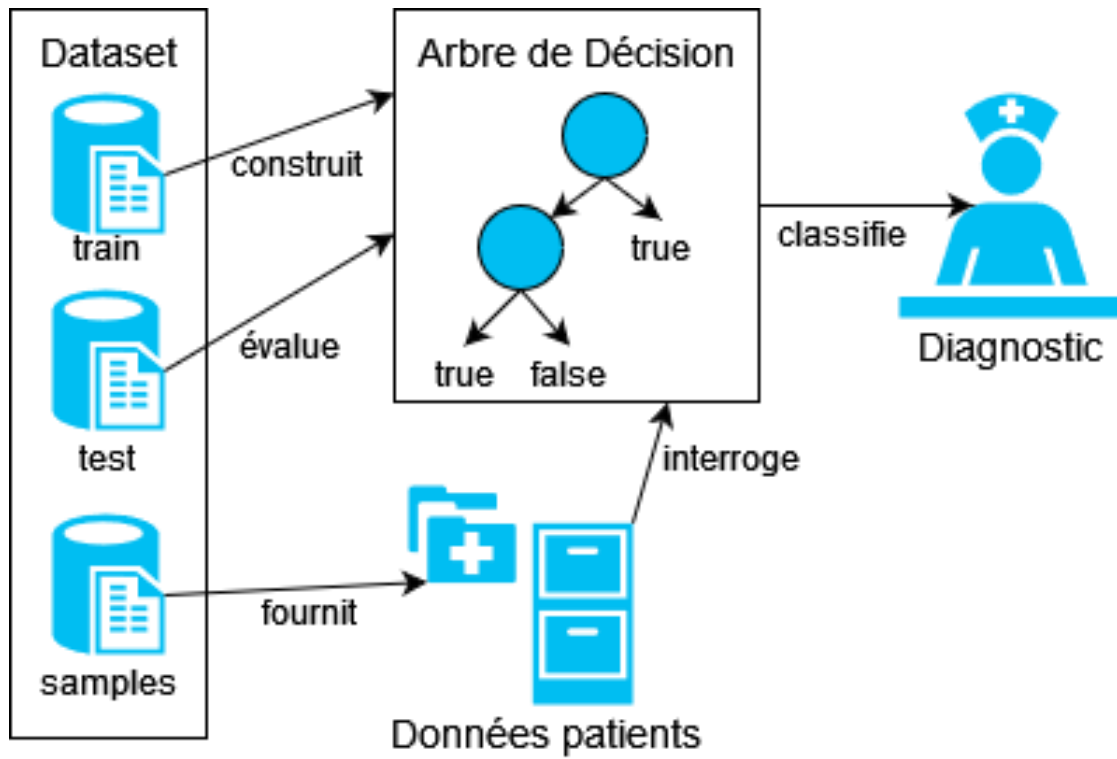 Dataset
train
test
samples
construit
évalue
fournit
Arbre de Décision
true
true
false
interroge
Données patients
classifie
Diagnostic